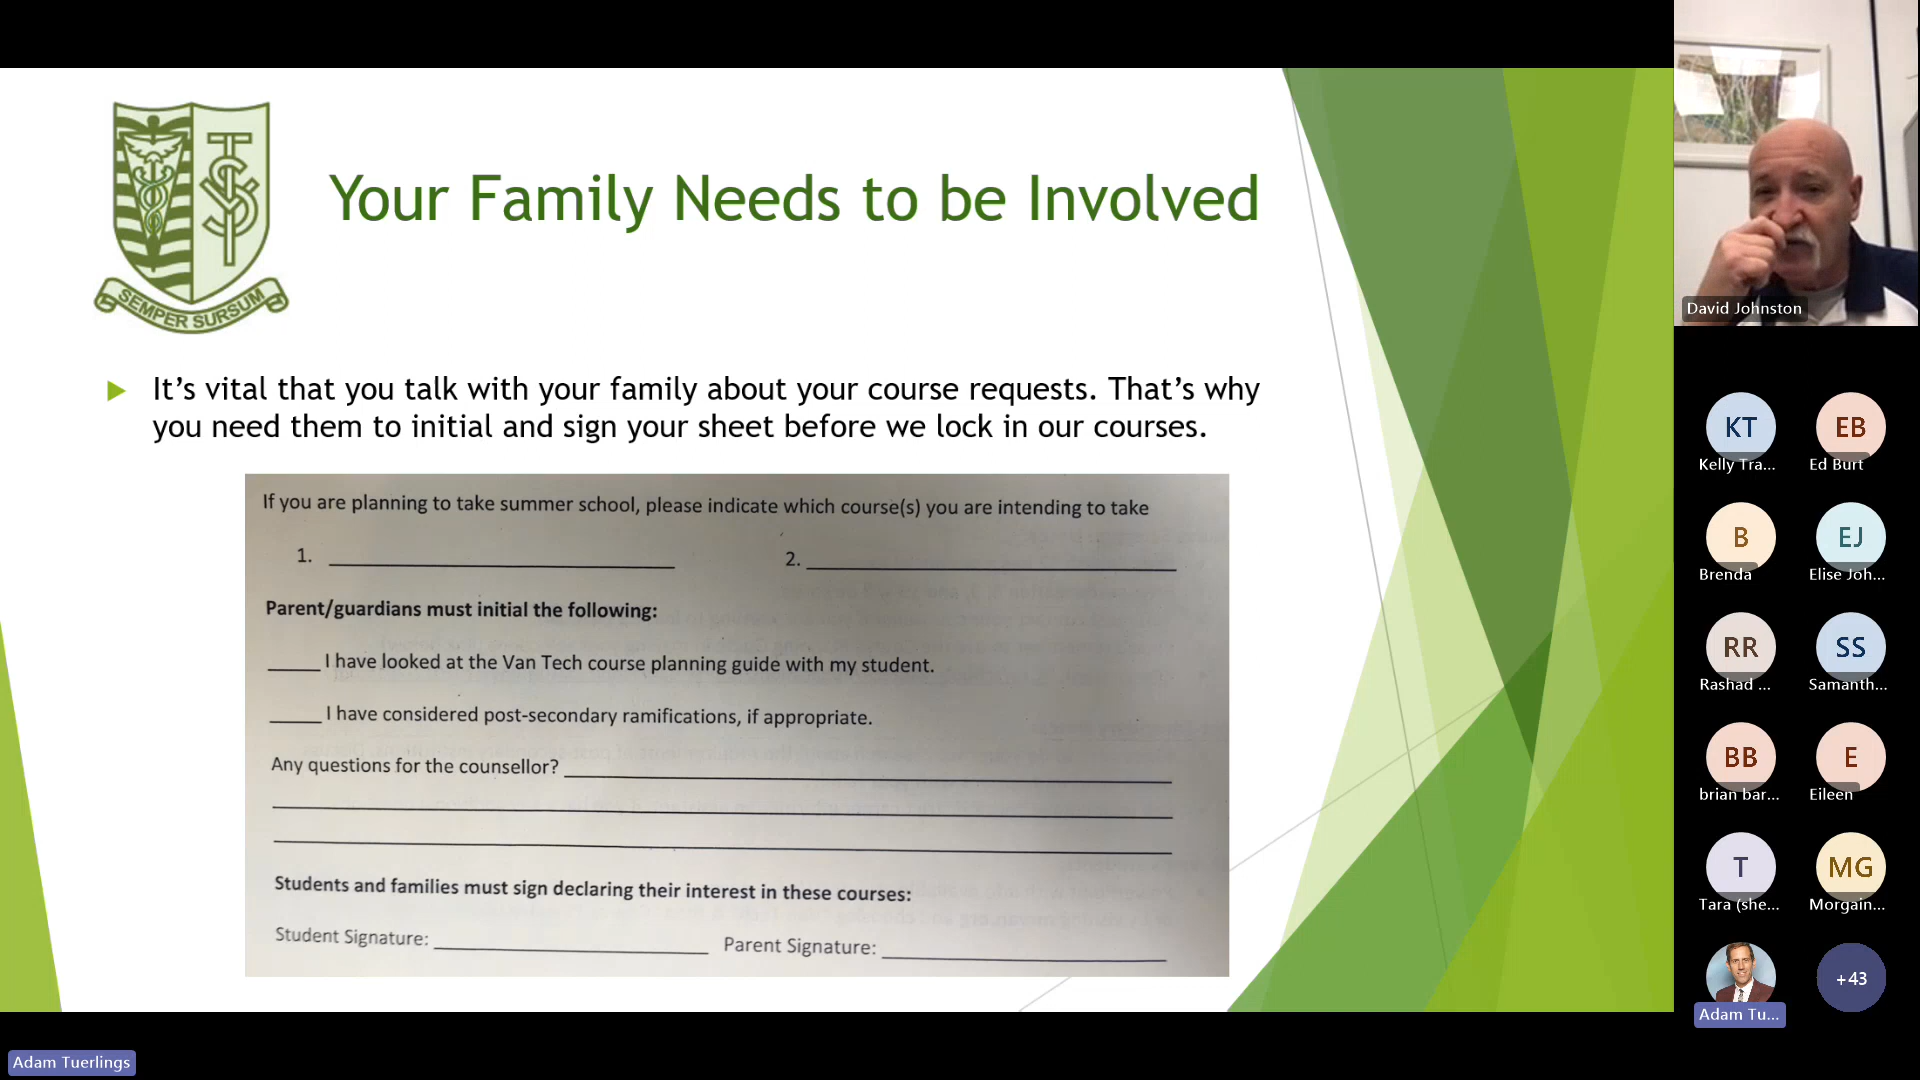 Your Family Needs to be Involved
SEMPER SURSUM
It’s vital that you talk with your family about your course requests. That’s why
you need them to initial and sign your sheet before we lock in our courses.
If you are planning to take summer school, please indicate which course(s) you are intending to take
1. 2.
Parent/guardians must initial the following:
I have looked at the Van Tech course planning guide with my student.
I have considered post-secondary ramifications, if appropriate.
Any questions for the counsellor?
Students and families must sign declaring their interest in these courses:
Student Signature: Parent Signature:
David Johnston
KT EB
Kelly Tra... Ed Burt
B EJ
Brenda Elise Joh...
RR SS
Rashad ... Samanth...
BB E
brian bar... Eileen
T MG
Tara (she... Morgain...
+43
Adam Tu...
Adam Tuerlings